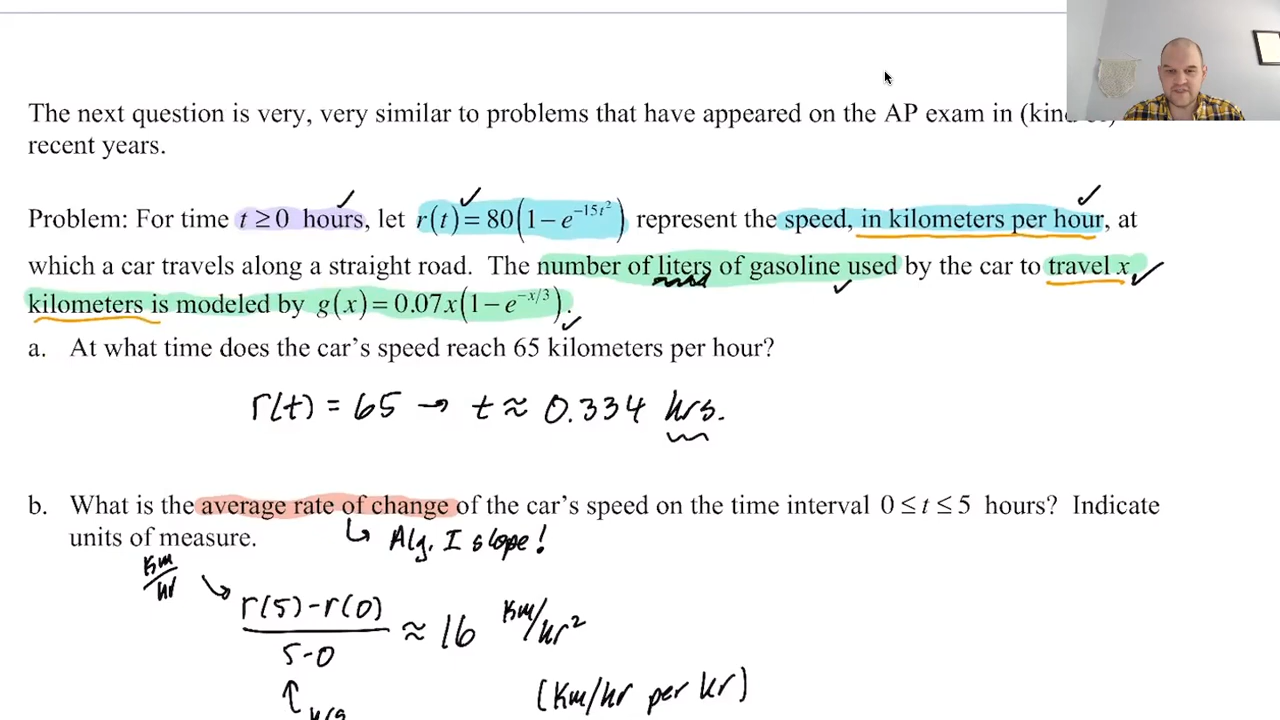 The next question is very, very similar to problems that have appeared on the AP exam in (kind
recent years.
Problem: For time t ≥ 0 hours, let r(t) = 80(1 − e^{−15t²}) represent the speed, in kilometers per hour, at
which a car travels along a straight road. The number of liters of gasoline used by the car to travel x
kilometers is modeled by g(x) = 0.07x(1 − e^{−x/3}).
a. At what time does the car's speed reach 65 kilometers per hour?
r(t) = 65 → t ≈ 0.334 hrs.
b. What is the average rate of change of the car's speed on the time interval 0 ≤ t ≤ 5 hours? Indicate
units of measure.
↳ Alg. I slope!
Km/hr
r(5)-r(0)/5-0 ≈ 16 Km/hr²
(Km/hr per hr)
↑ hrs